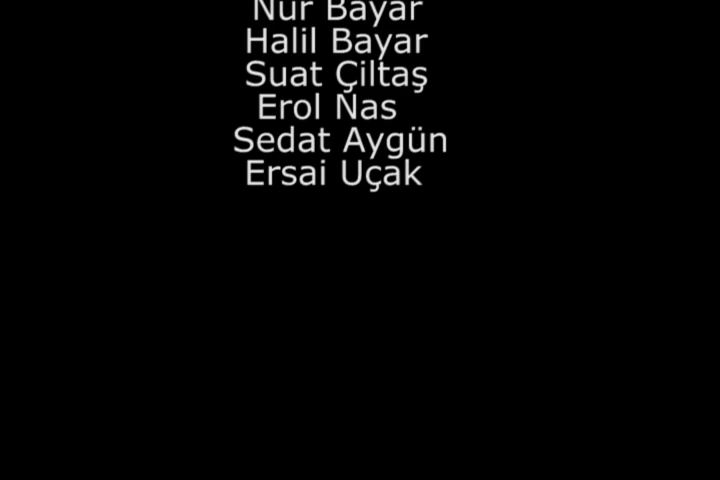 Nur Bayar
Halil Bayar
Suat Çiltaş
Erol Nas
Sedat Aygün
Ersai Uçak